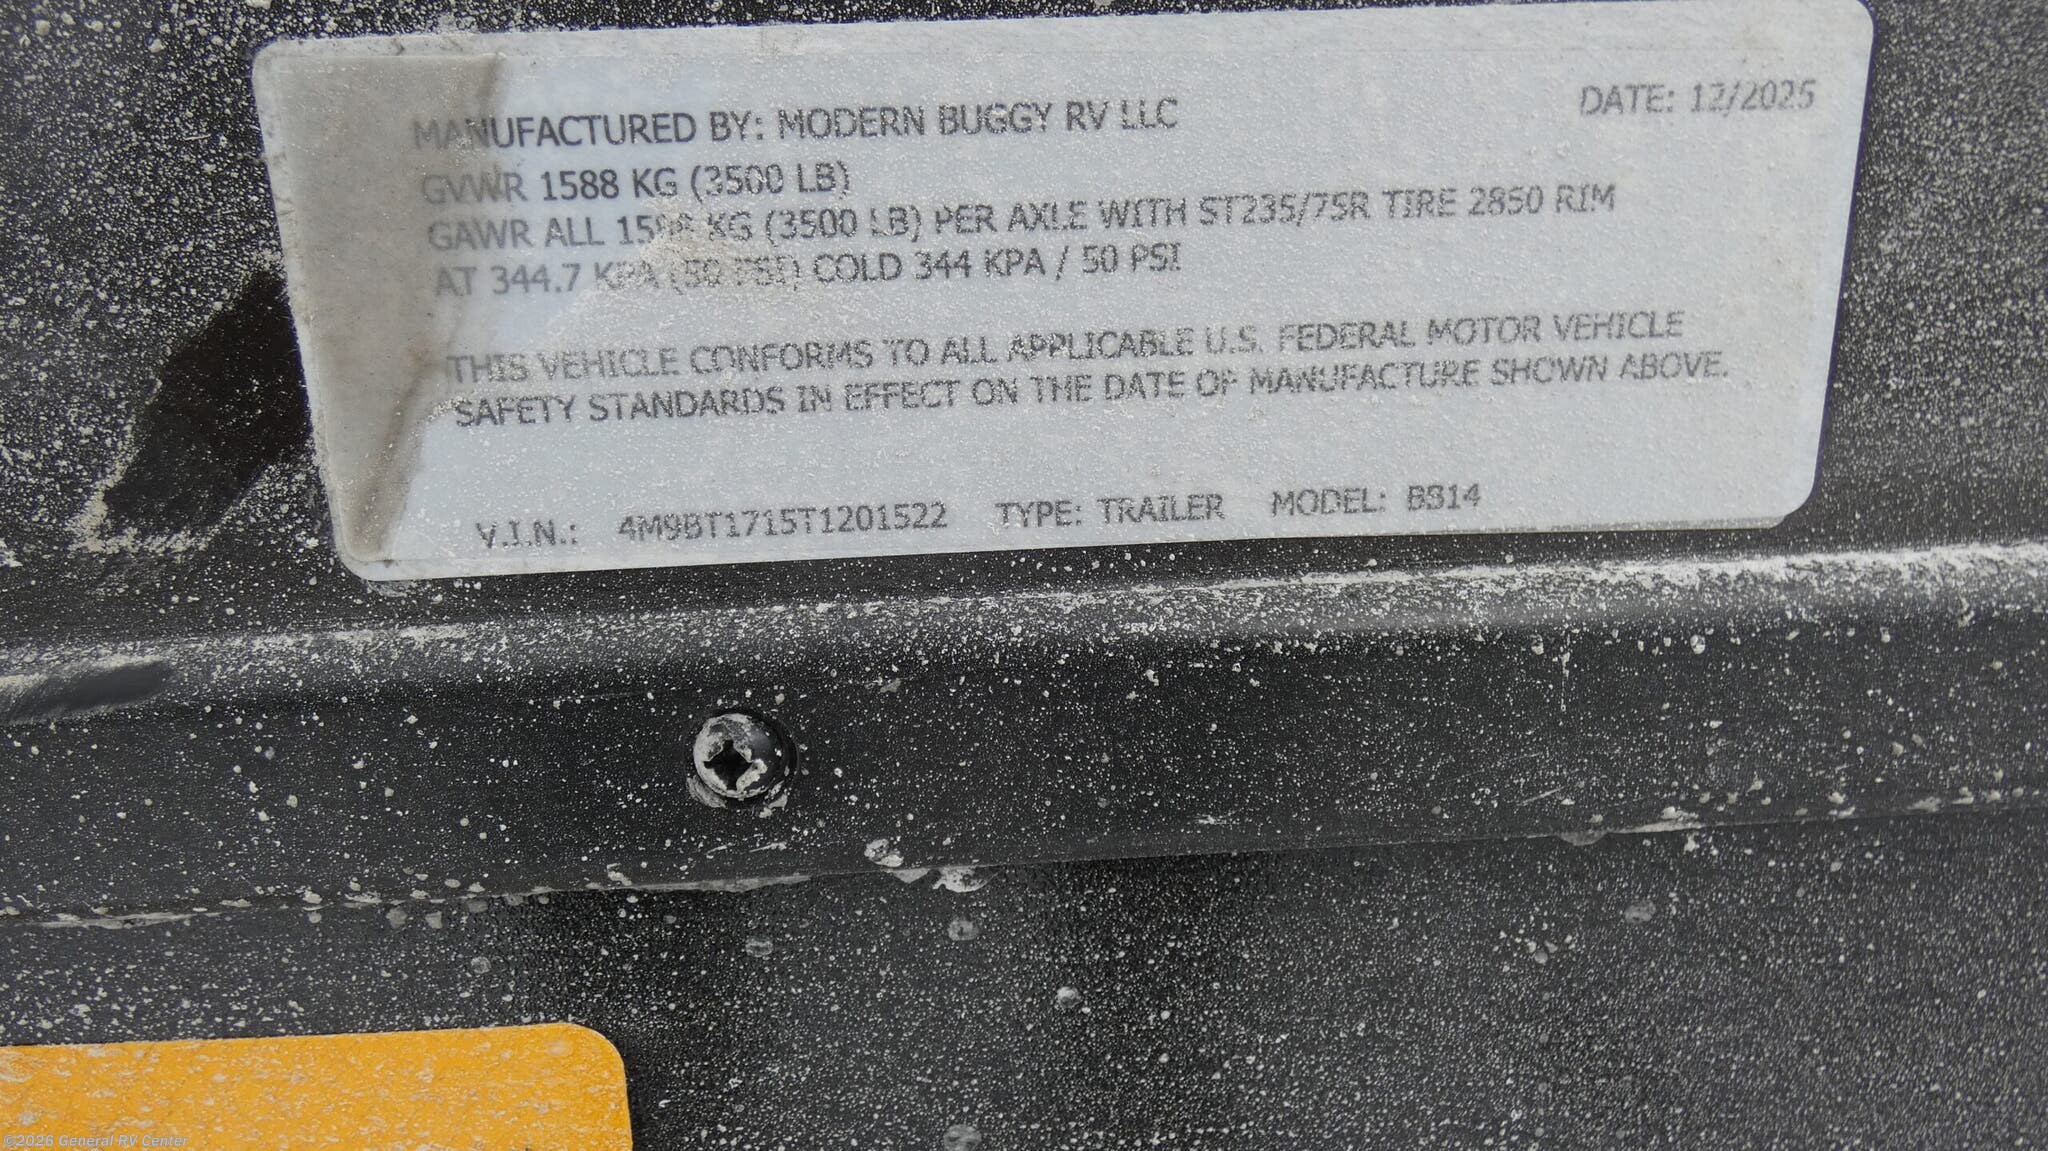 MANUFACTURED BY: MODERN BUGGY RV LLC DATE: 12/2025
GVWR 1588 KG (3500 LB)
GAWR ALL 1588 KG (3500 LB) PER AXLE WITH ST235/75R TIRE 2850 RIM
AT 344.7 KPA (50 PSI) COLD 344 KPA / 50 PSI
THIS VEHICLE CONFORMS TO ALL APPLICABLE U.S. FEDERAL MOTOR VEHICLE
SAFETY STANDARDS IN EFFECT ON THE DATE OF MANUFACTURE SHOWN ABOVE.
V.I.N.: 4M9BT1715T1201522 TYPE: TRAILER MODEL: BB14
©2026 General RV Center